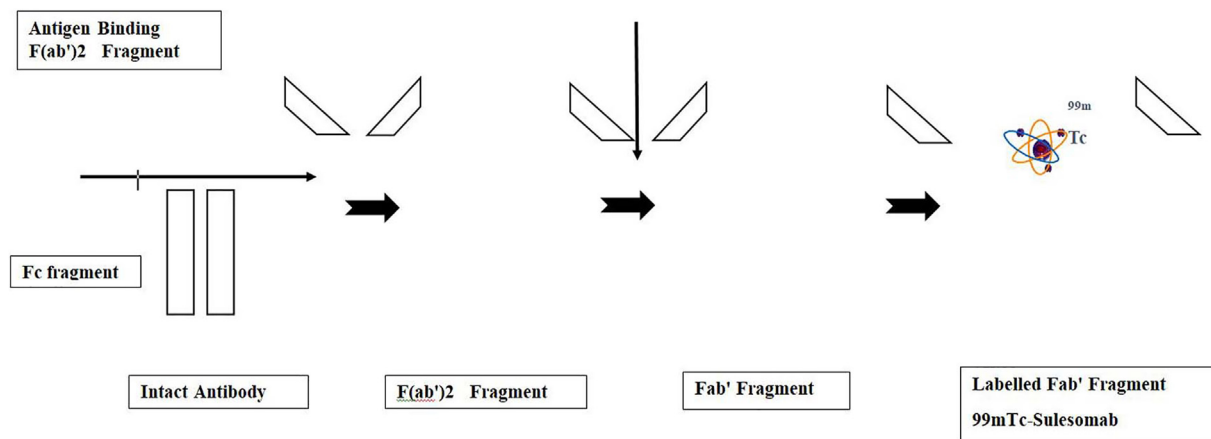 Antigen Binding
F(ab')2 Fragment
99m
Tc
Fc fragment
Intact Antibody
F(ab')2 Fragment
Fab' Fragment
Labelled Fab' Fragment
99mTc-Sulesomab